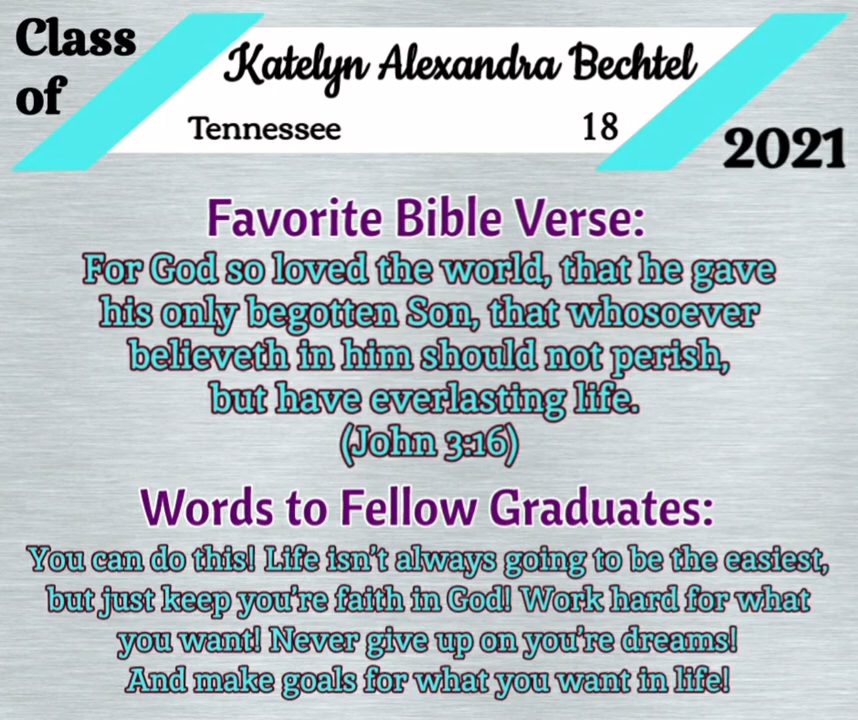 Class
of
Katelyn Alexandra Bechtel
Tennessee 18
2021
Favorite Bible Verse:
For God so loved the world, that he gave
his only begotten Son, that whosoever
believeth in him should not perish,
but have everlasting life.
(John 3:16)
Words to Fellow Graduates:
You can do this! Life isn't always going to be the easiest,
but just keep you're faith in God! Work hard for what
you want! Never give up on you're dreams!
And make goals for what you want in life!